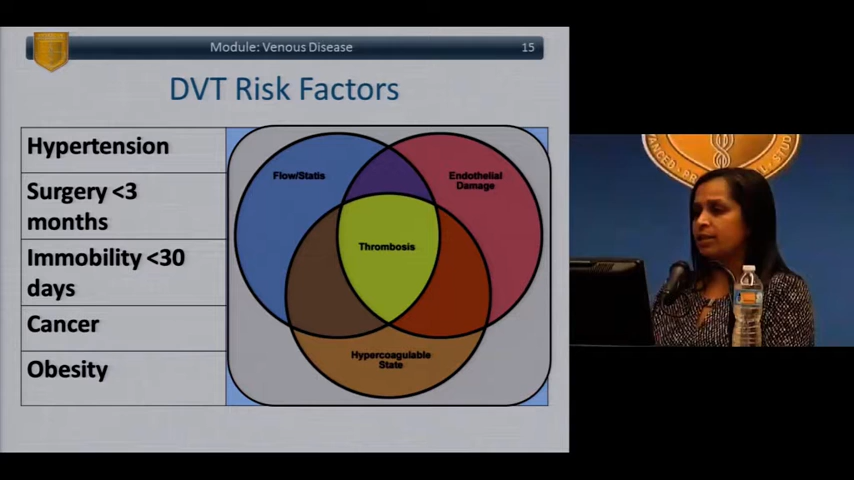 Module: Venous Disease
15
DVT Risk Factors
Hypertension
Surgery <3
months
Immobility <30
days
Cancer
Obesity
Flow/Statis
Endothelial
Damage
Thrombosis
Hypercoagulable
State